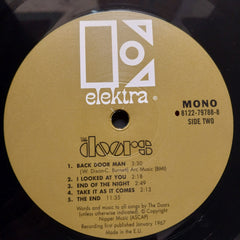 elektra
MONO
8122-79788-8
SIDE TWO
THE
doors
1 BACK DOOR MAN 3:30
(W. Dixon-C. Burnett) Arc Music (BMI)
2 I LOOKED AT YOU 2:18
3 END OF THE NIGHT 2:49
4 TAKE IT AS IT COMES 2:13
5 THE END 11:35
Words and music to all songs by The Doors
(unless otherwise indicated). © Copyright
Nipper Music (ASCAP)
Recording first published January 1967
Made in the E.U.